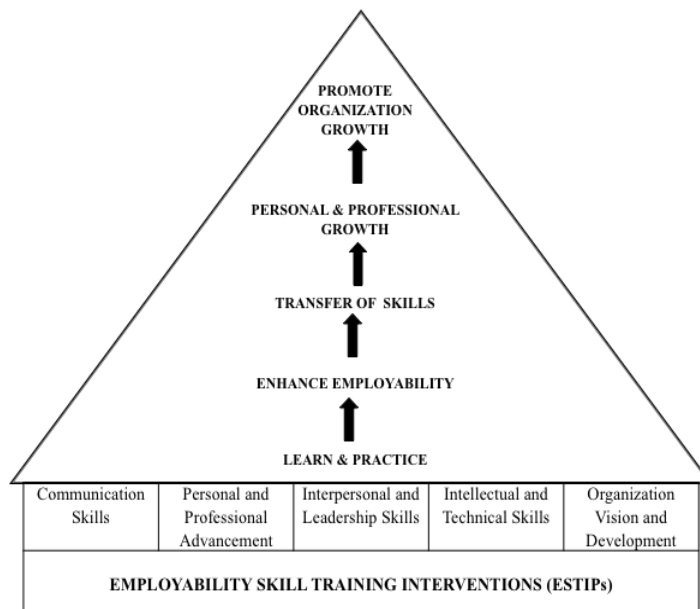 PROMOTE
ORGANIZATION
GROWTH
PERSONAL & PROFESSIONAL
GROWTH
TRANSFER OF SKILLS
ENHANCE EMPLOYABILITY
LEARN & PRACTICE
Communication
Skills
Personal and
Professional
Advancement
Interpersonal and
Leadership Skills
Intellectual and
Technical Skills
Organization
Vision and
Development
EMPLOYABILITY SKILL TRAINING INTERVENTIONS (ESTIPs)